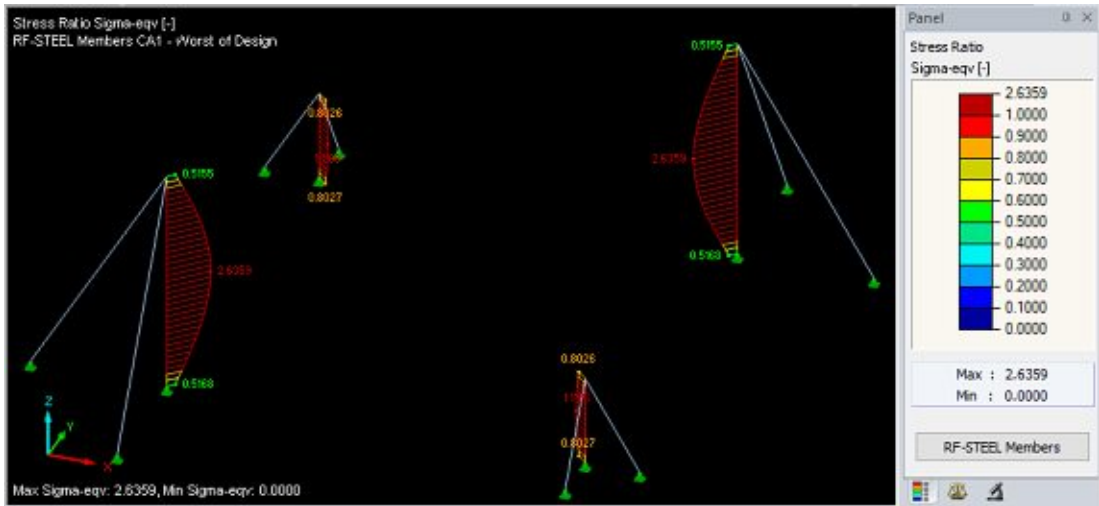 Stress Ratio Sigma-eqv [-]
RF-STEEL Members CA1 - Worst of Design
0.5155
0.8026
2.6359
0.5155
0.8027
2.6359
0.5168
0.8026
0.5168
0.8027
Z
Y
X
Max Sigma-eqv: 2.6359, Min Sigma-eqv: 0.0000
Panel
Stress Ratio
Sigma-eqv [-]
2.6359
1.0000
0.9000
0.8000
0.7000
0.6000
0.5000
0.4000
0.3000
0.2000
0.1000
0.0000
Max : 2.6359
Min : 0.0000
RF-STEEL Members